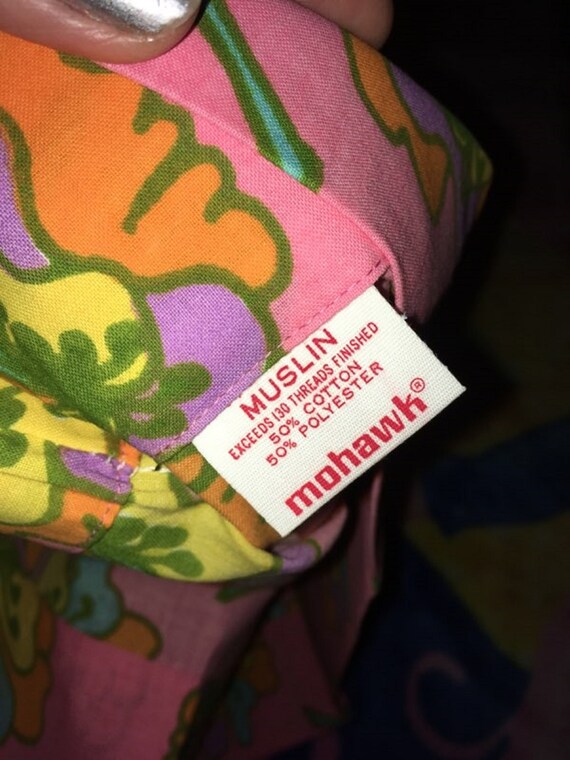 MUSLIN
EXCEEDS 130 THREADS FINISHED
50% COTTON
50% POLYESTER
mohawk®